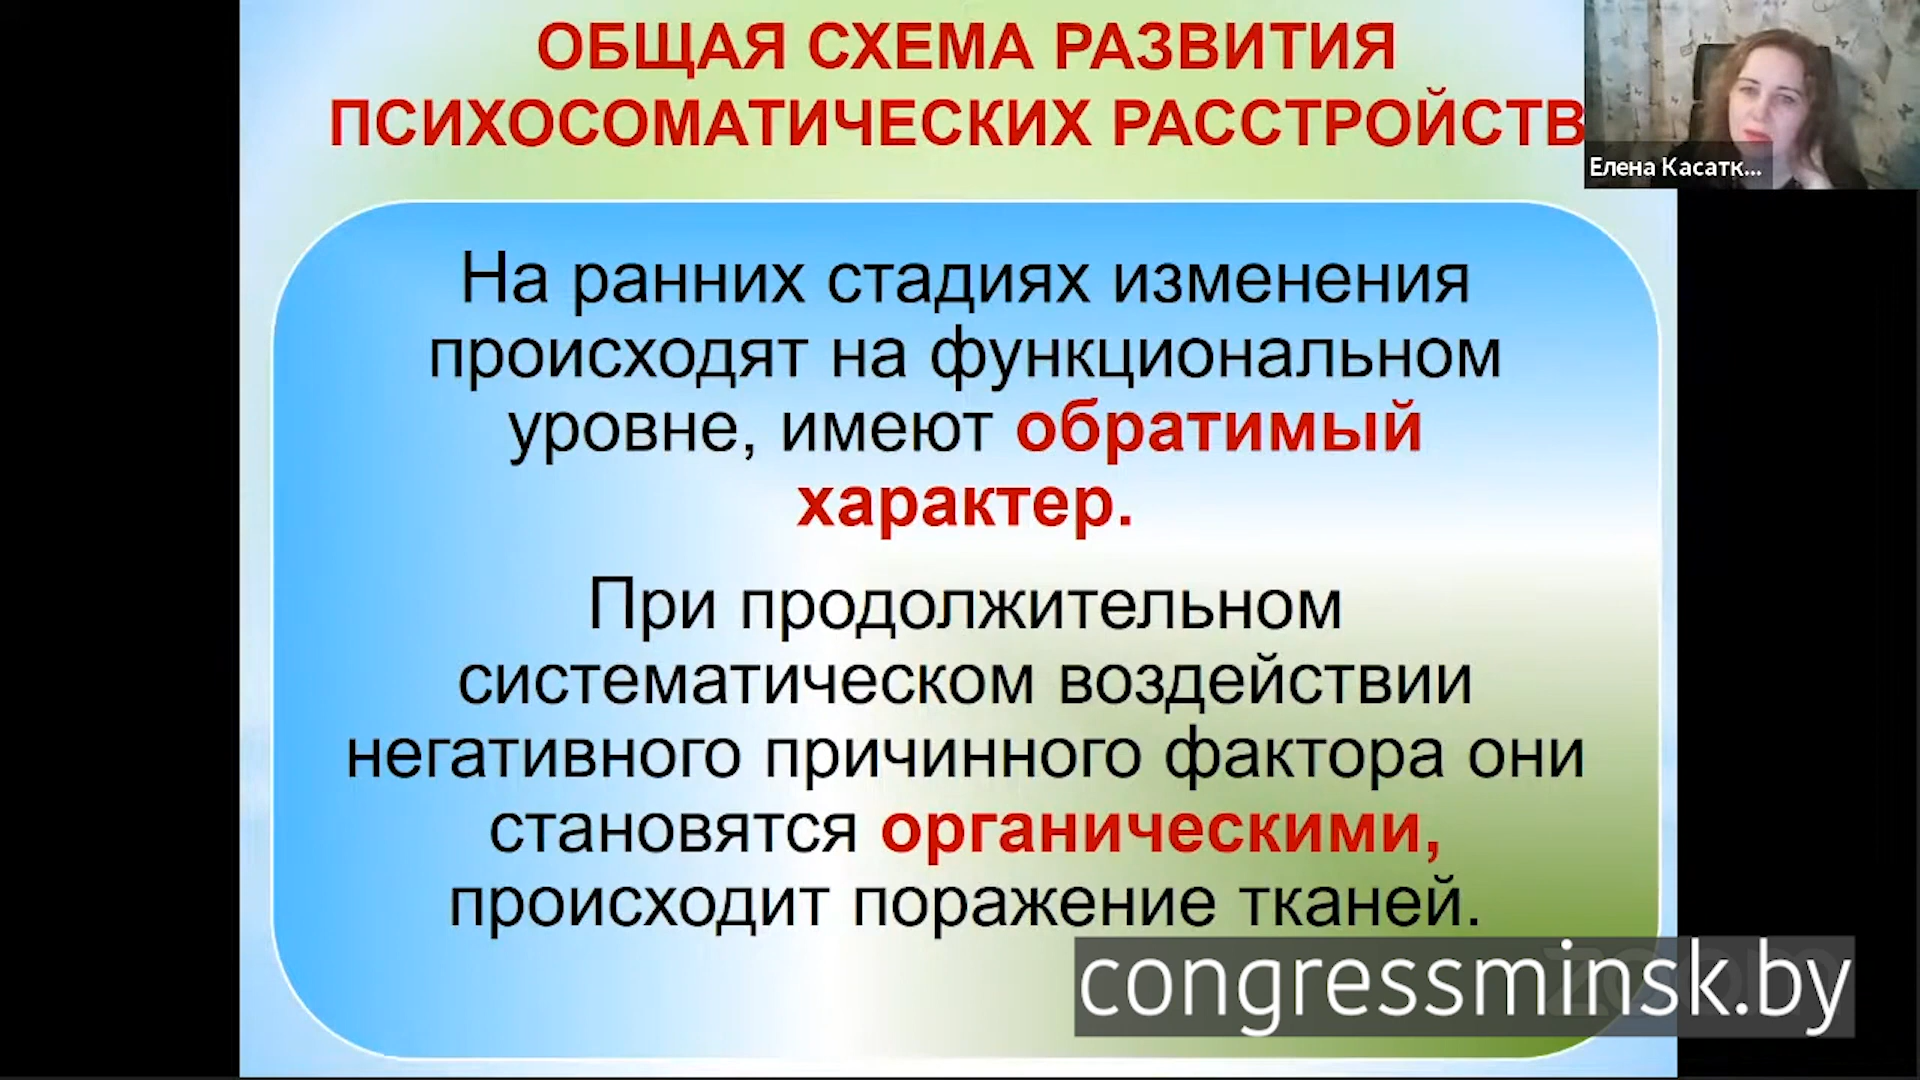 ОБЩАЯ СХЕМА РАЗВИТИЯ
ПСИХОСОМАТИЧЕСКИХ РАССТРОЙСТВ
Елена Касатк...
На ранних стадиях изменения
происходят на функциональном
уровне, имеют обратимый
характер.
При продолжительном
систематическом воздействии
негативного причинного фактора они
становятся органическими,
происходит поражение тканей.
zoom
congressminsk.by